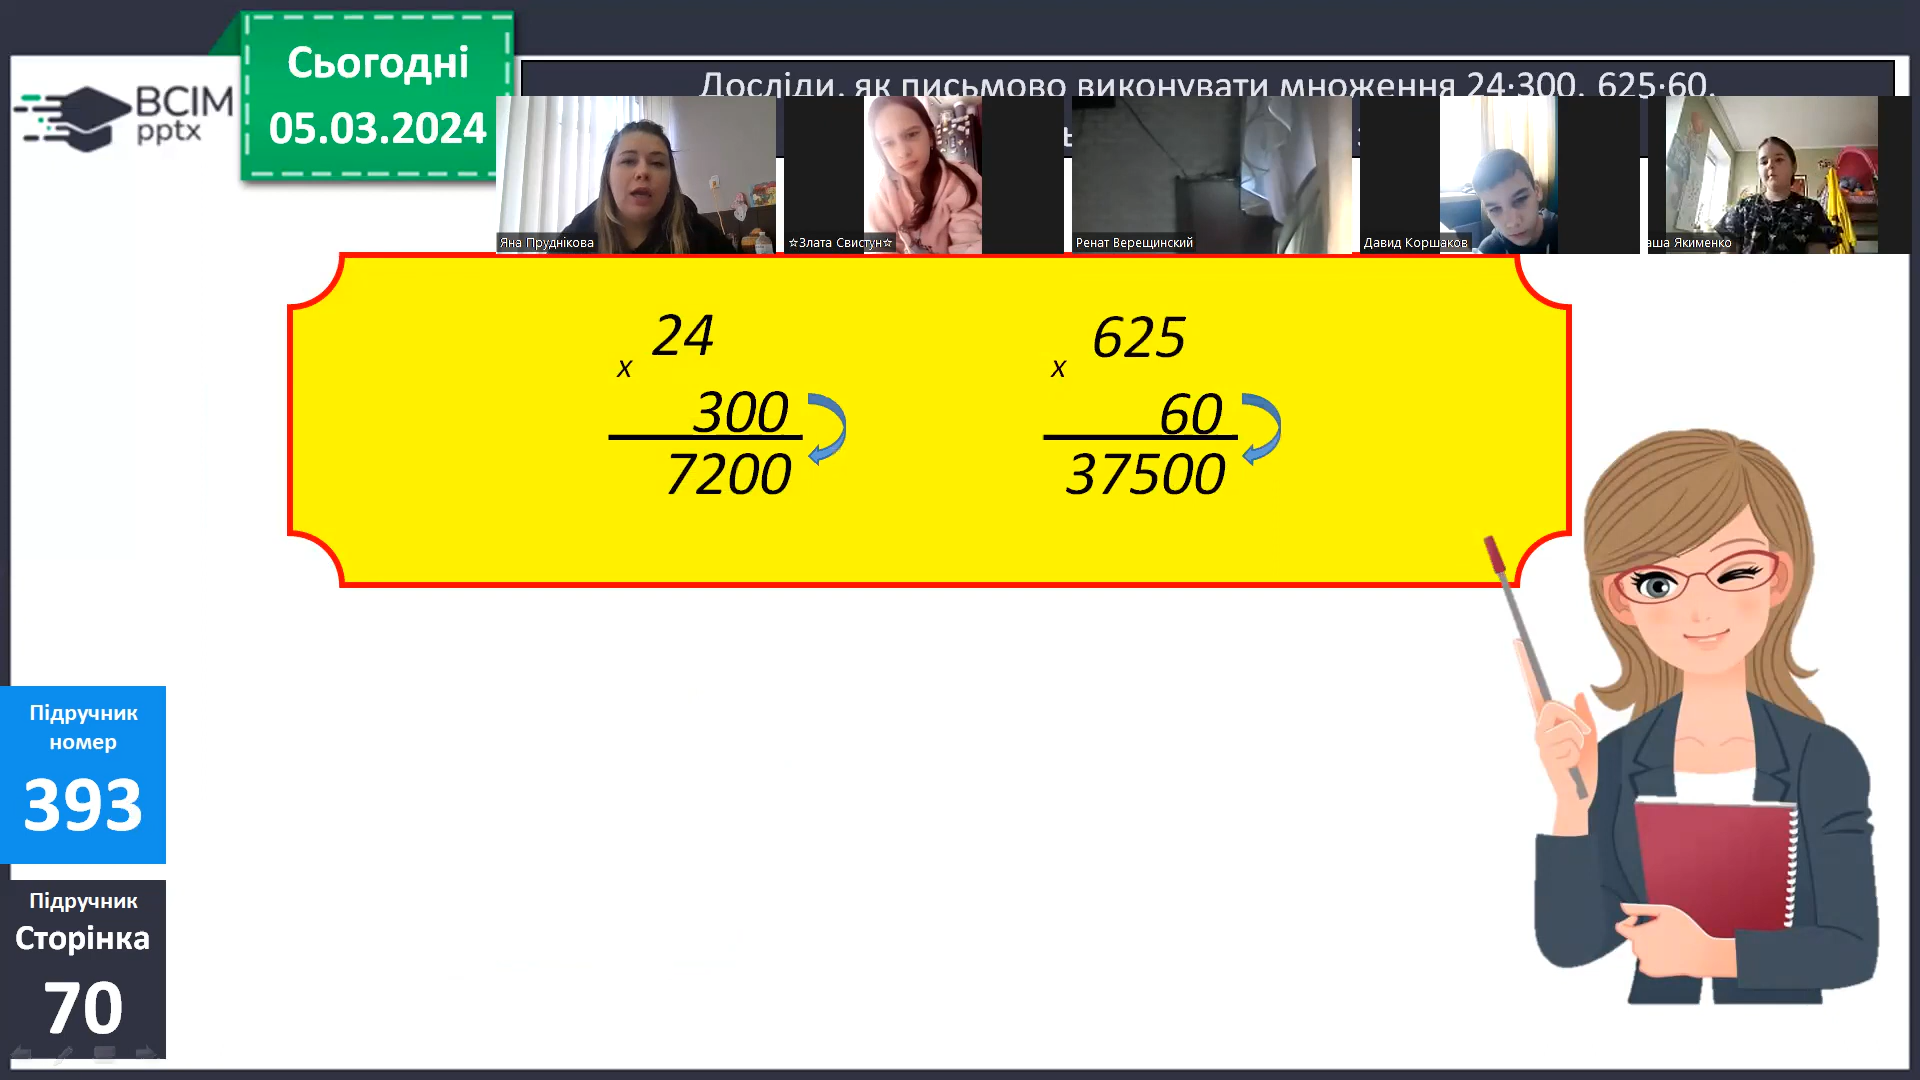 Сьогодні
05.03.2024
ВСІМ
pptx
Досліди, як письмово виконувати множення 24·300, 625·60.
Яна Пруднікова
☆Злата Свистун☆
Ренат Верещинский
Давид Коршаков
аша Якименко
24
х
300
7200
625
х
60
37500
Підручник
номер
393
Підручник
Сторінка
70